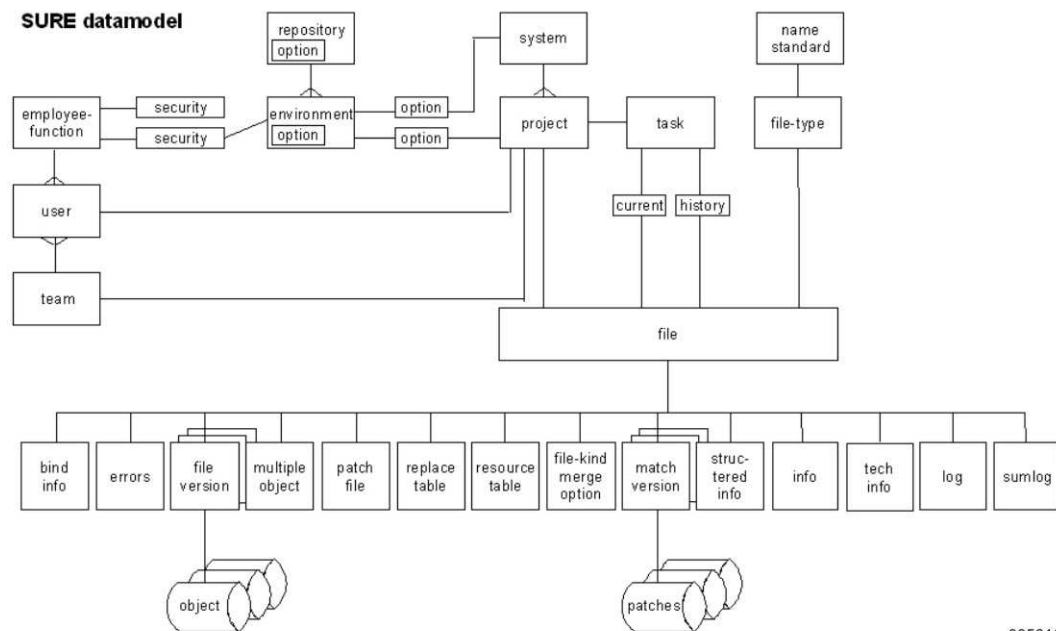 SURE datamodel
repository
option
system
name
standard
employee-
function
security
security
environment
option
option
option
project
task
file-type
user
current
history
team
file
bind
info
errors
file
version
multiple
object
patch
file
replace
table
resource
table
file-kind
merge
option
match
version
struc-
tered
info
info
tech
info
log
sumlog
object
patches